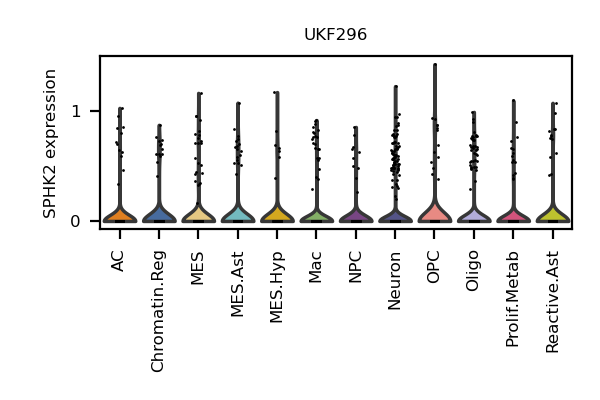 UKF296
SPHK2 expression
1
0
AC
Chromatin.Reg
MES
MES.Ast
MES.Hyp
Mac
NPC
Neuron
OPC
Oligo
Prolif.Metab
Reactive.Ast